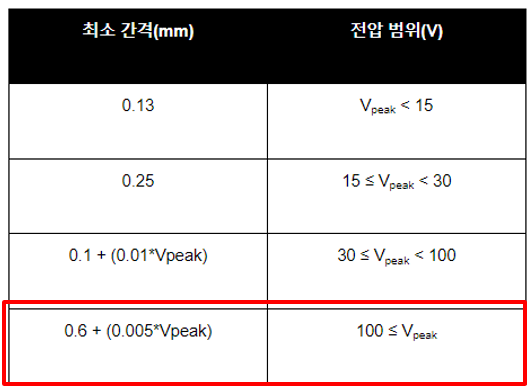 최소 간격(mm) 전압 범위(V)
0.13 Vpeak < 15
0.25 15 ≤ Vpeak < 30
0.1 + (0.01*Vpeak) 30 ≤ Vpeak < 100
0.6 + (0.005*Vpeak) 100 ≤ Vpeak